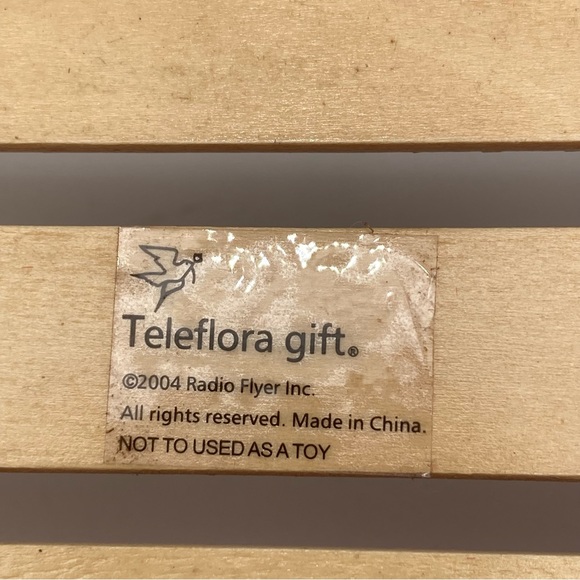 Teleflora gift®
©2004 Radio Flyer Inc.
All rights reserved. Made in China.
NOT TO USED AS A TOY